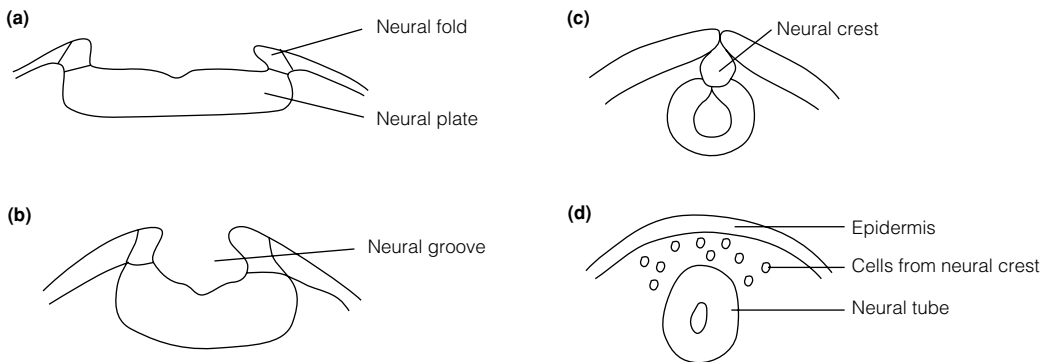 (a)
Neural fold
Neural plate
(b)
Neural groove
(c)
Neural crest
(d)
Epidermis
Cells from neural crest
Neural tube